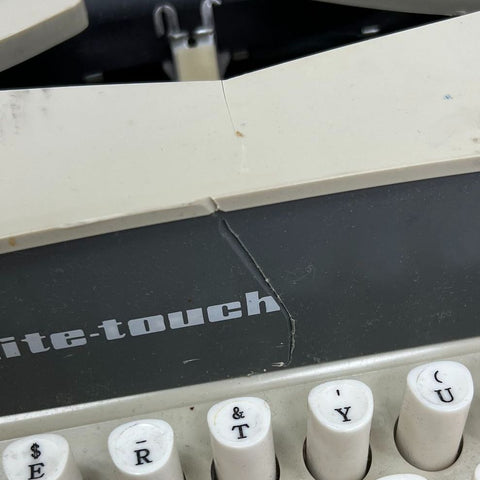 ite-touch
$ E
– R
& T
' Y
( U